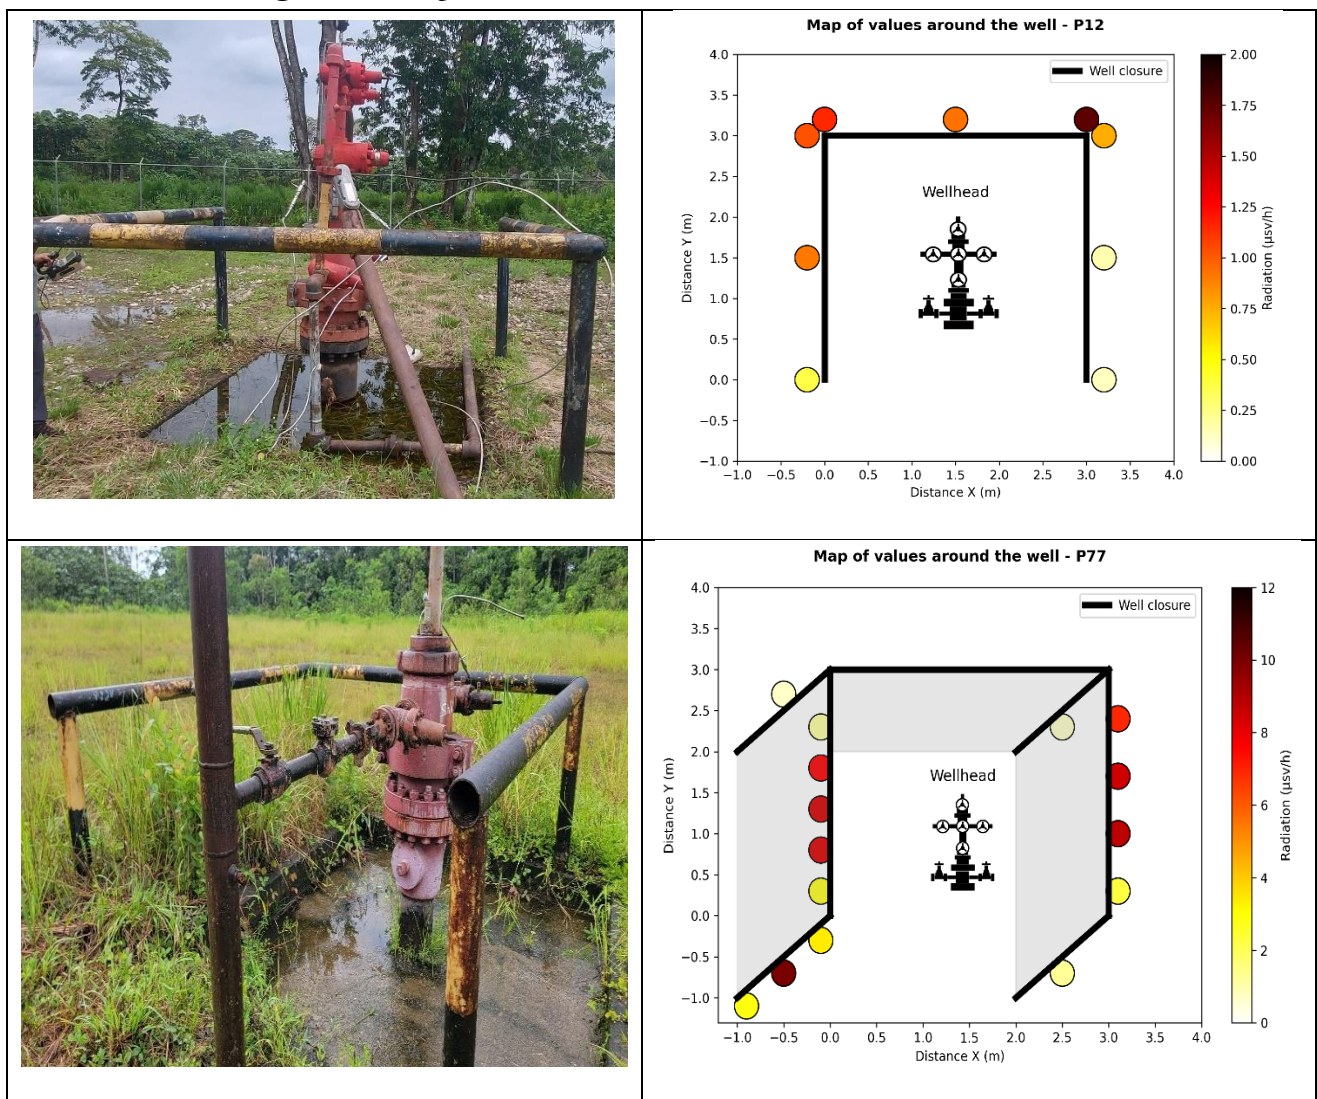 Map of values around the well - P12
Well closure
Wellhead
4.0
3.5
3.0
2.5
2.0
1.5
1.0
0.5
0.0
−0.5
−1.0
Distance Y (m)
−1.0 −0.5 0.0 0.5 1.0 1.5 2.0 2.5 3.0 3.5 4.0
Distance X (m)
2.00
1.75
1.50
1.25
1.00
0.75
0.50
0.25
0.00
Radiation (μsv/h)
Map of values around the well - P77
Well closure
Wellhead
4.0
3.5
3.0
2.5
2.0
1.5
1.0
0.5
0.0
−0.5
−1.0
Distance Y (m)
−1.0 −0.5 0.0 0.5 1.0 1.5 2.0 2.5 3.0 3.5 4.0
Distance X (m)
12
10
8
6
4
2
0
Radiation (μsv/h)